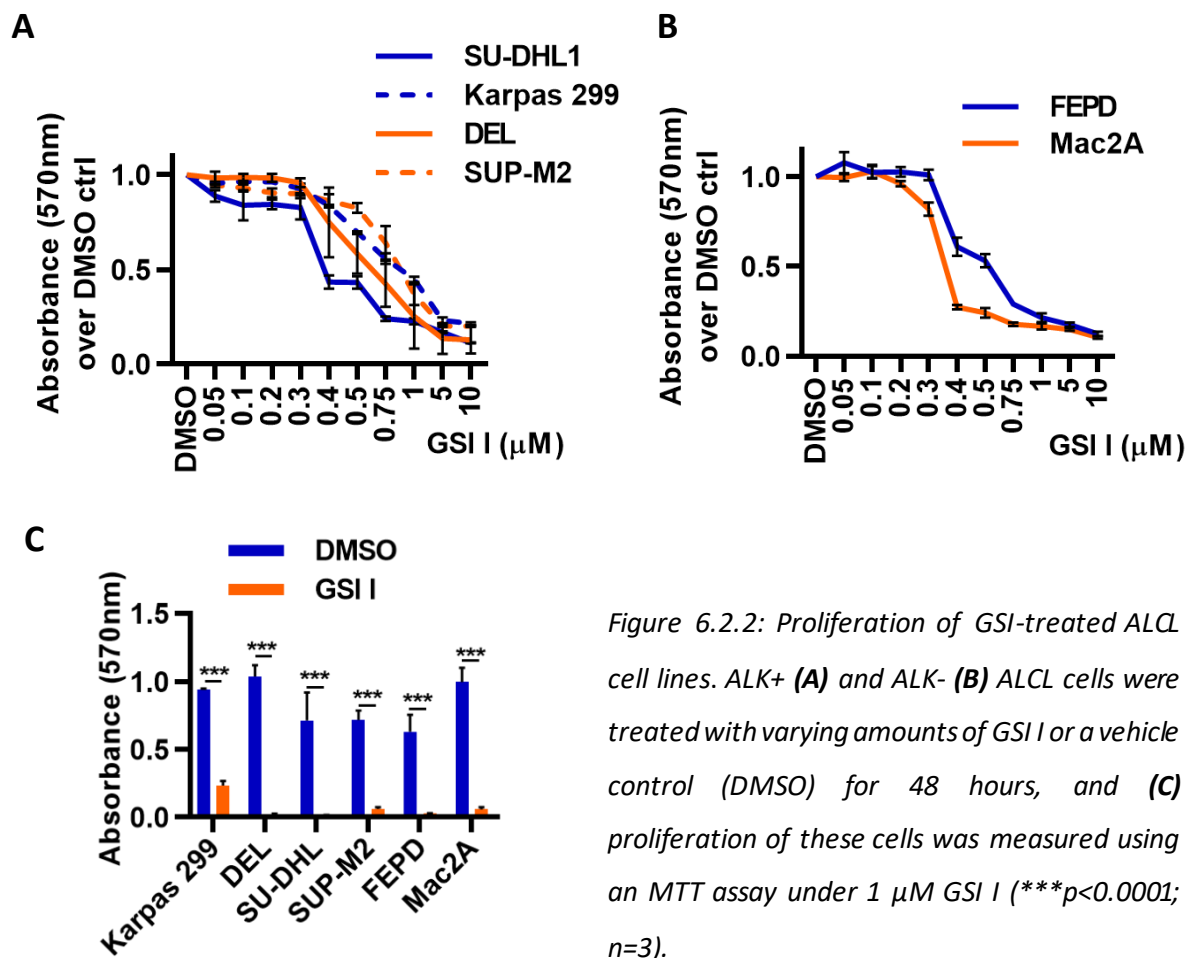 A
SU-DHL1
Karpas 299
DEL
SUP-M2
Absorbance (570nm)
over DMSO ctrl
1.0
0.5
0.0
DMSO
0.05
0.1
0.2
0.3
0.4
0.5
0.75
1
5
10
GSI I (μM)
B
FEPD
Mac2A
Absorbance (570nm)
over DMSO ctrl
1.0
0.5
0.0
DMSO
0.05
0.1
0.2
0.3
0.4
0.5
0.75
1
5
10
GSI I (μM)
C
DMSO
GSI I
Absorbance (570nm)
1.5
1.0
0.5
0.0
***
***
***
***
***
***
Karpas 299
DEL
SU-DHL
SUP-M2
FEPD
Mac2A
Figure 6.2.2: Proliferation of GSI-treated ALCL
cell lines. ALK+ (A) and ALK- (B) ALCL cells were
treated with varying amounts of GSI I or a vehicle
control (DMSO) for 48 hours, and (C)
proliferation of these cells was measured using
an MTT assay under 1 μM GSI I (***p<0.0001;
n=3).